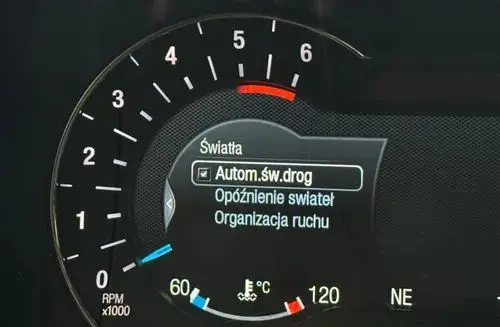 4 5 6
3
2
1
0
RPM
x1000
Światła
Autom.św.drog
Opóźnienie swiateł
Organizacja ruchu
60 °C 120 NE